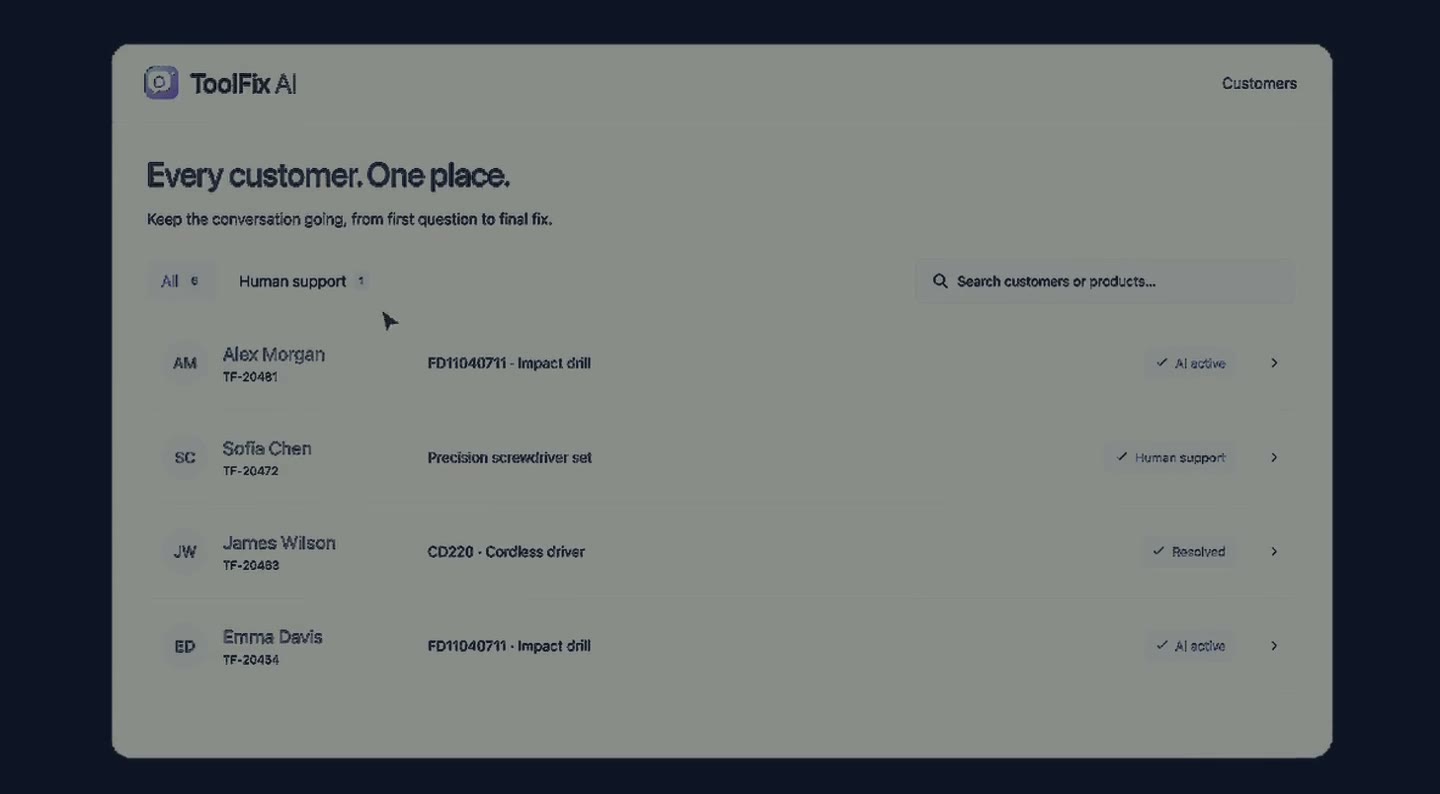 ToolFix AI
Customers
Every customer. One place.
Keep the conversation going, from first question to final fix.
All 6
Human support 1
Search customers or products...
AM
Alex Morgan
TF-20481
FD11040711 · Impact drill
AI active
SC
Sofia Chen
TF-20472
Precision screwdriver set
Human support
JW
James Wilson
TF-20463
CD220 · Cordless driver
Resolved
ED
Emma Davis
TF-20454
FD11040711 · Impact drill
AI active